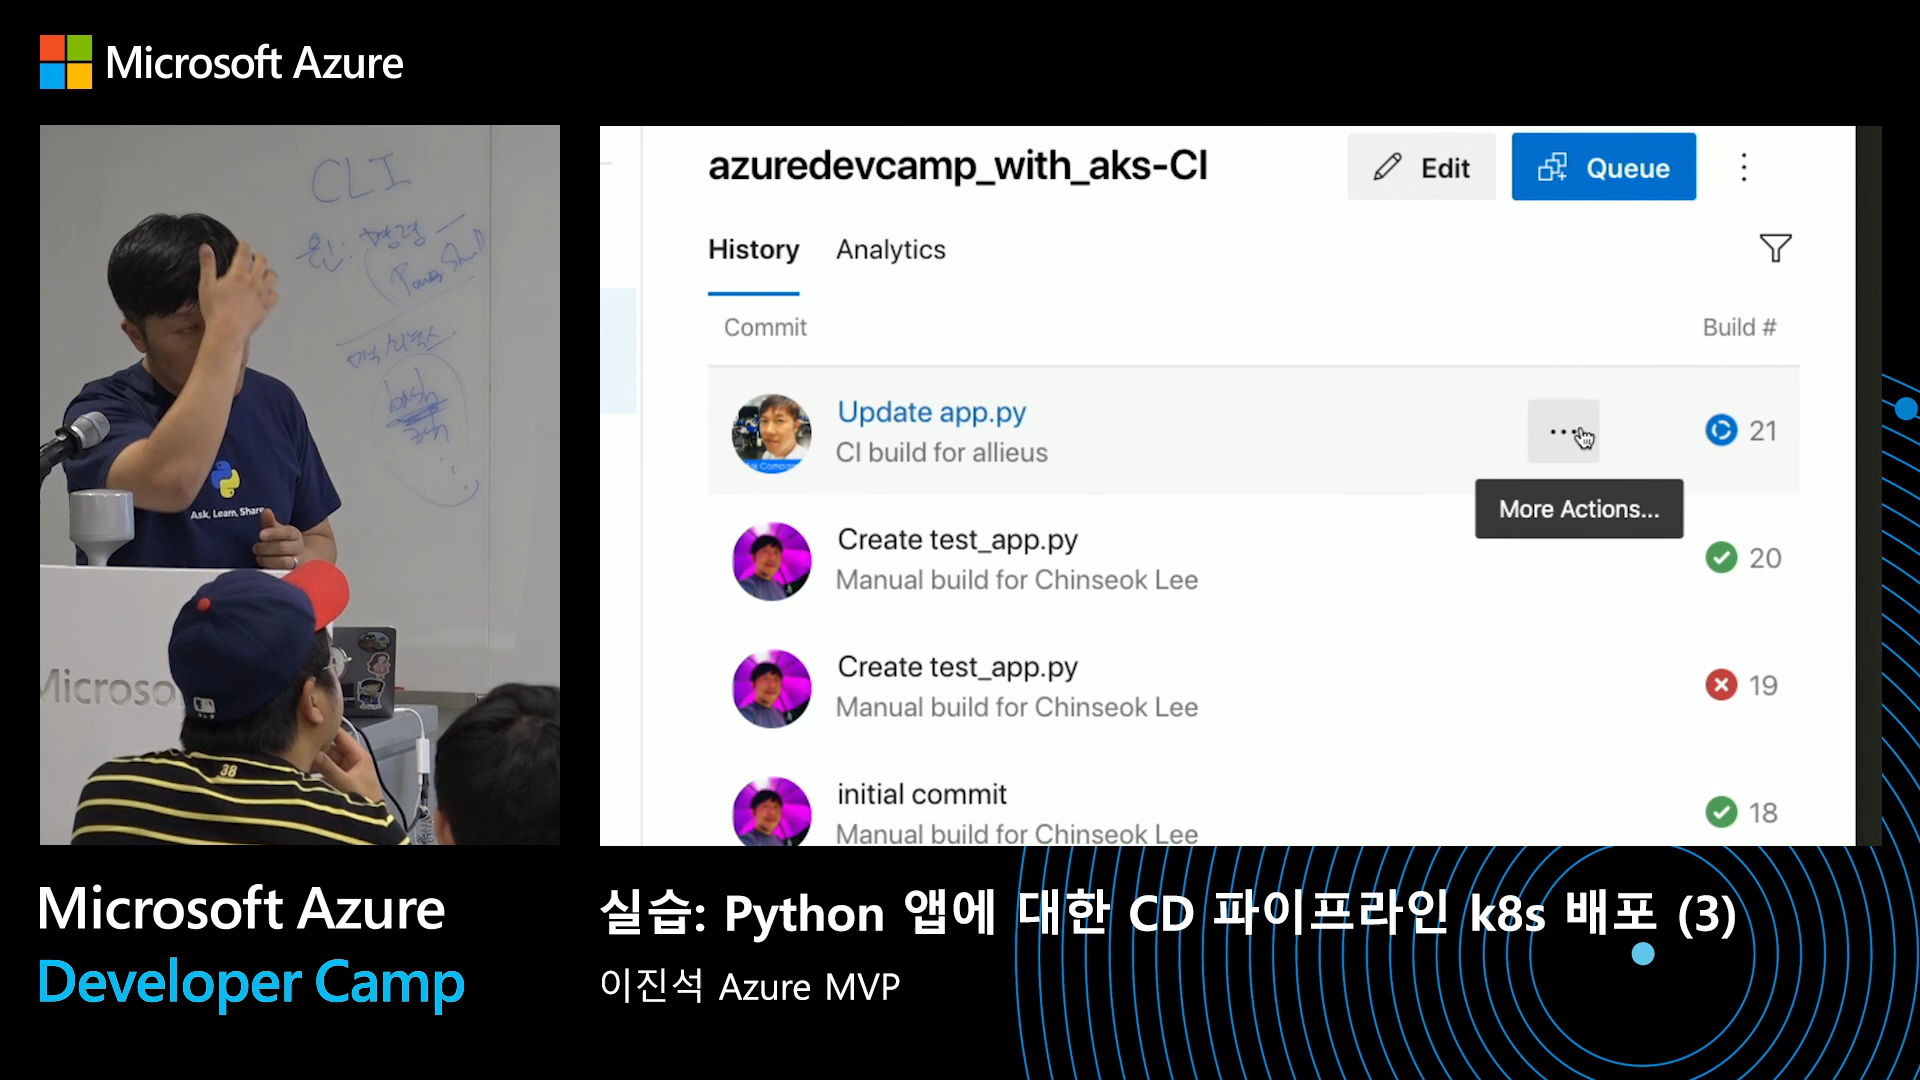 Microsoft Azure
CLI
bash
Ask, Learn, Share
Microso
38
azuredevcamp_with_aks-CI
Edit
Queue
History
Analytics
Commit
Build #
Update app.py
CI build for allieus
21
More Actions...
Create test_app.py
Manual build for Chinseok Lee
20
Create test_app.py
Manual build for Chinseok Lee
19
initial commit
Manual build for Chinseok Lee
18
Microsoft Azure
Developer Camp
실습: Python 앱에 대한 CD 파이프라인 k8s 배포 (3)
이진석 Azure MVP